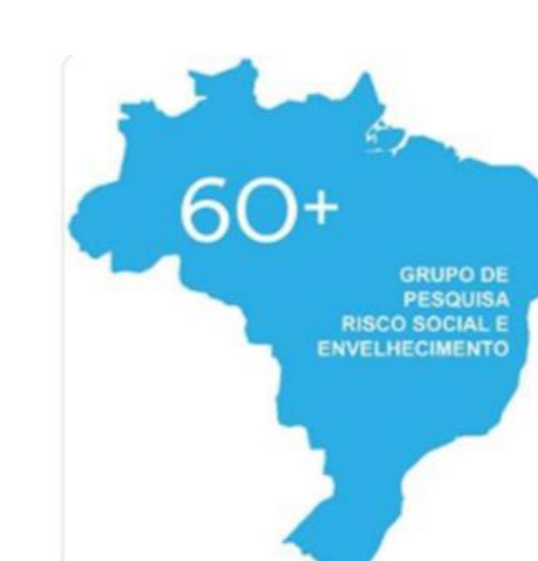 60+
GRUPO DE
PESQUISA
RISCO SOCIAL E
ENVELHECIMENTO